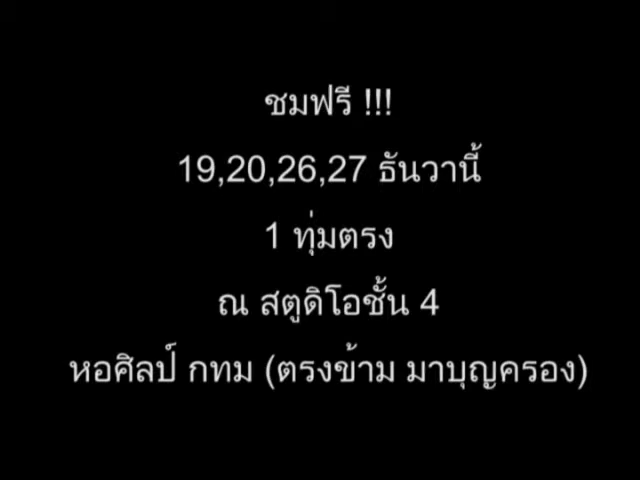 ชมฟรี !!!
19,20,26,27 ธันวานี้
1 ทุ่มตรง
ณ สตูดิโอชั้น 4
หอศิลป์ กทม (ตรงข้าม มาบุญครอง)